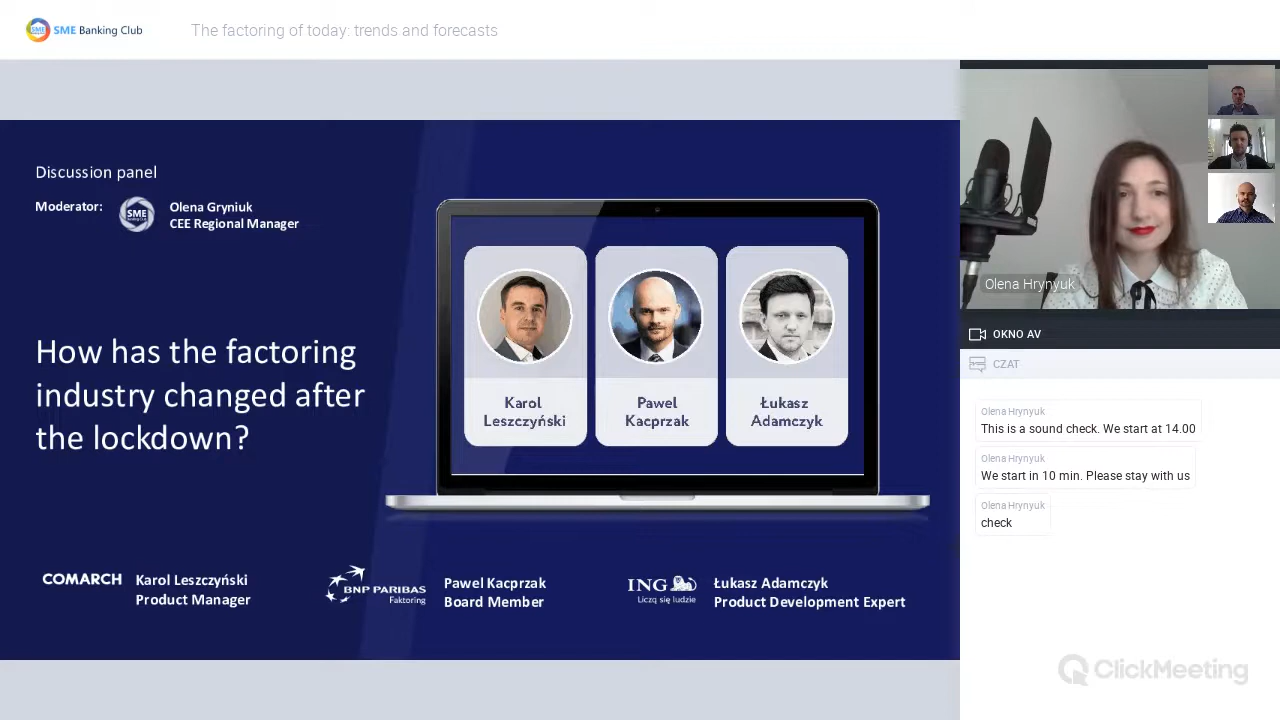 SME Banking Club
The factoring of today: trends and forecasts
Discussion panel
Moderator:
SME
Olena Gryniuk
CEE Regional Manager
How has the factoring
industry changed after
the lockdown?
Karol
Leszczyński
Pawel
Kacprzak
Łukasz
Adamczyk
COMARCH
Karol Leszczyński
Product Manager
BNP PARIBAS
Faktoring
Pawel Kacprzak
Board Member
ING
Liczą się ludzie
Łukasz Adamczyk
Product Development Expert
Olena Hrynyuk
OKNO AV
CZAT
Olena Hrynyuk
This is a sound check. We start at 14.00
Olena Hrynyuk
We start in 10 min. Please stay with us
Olena Hrynyuk
check
ClickMeeting